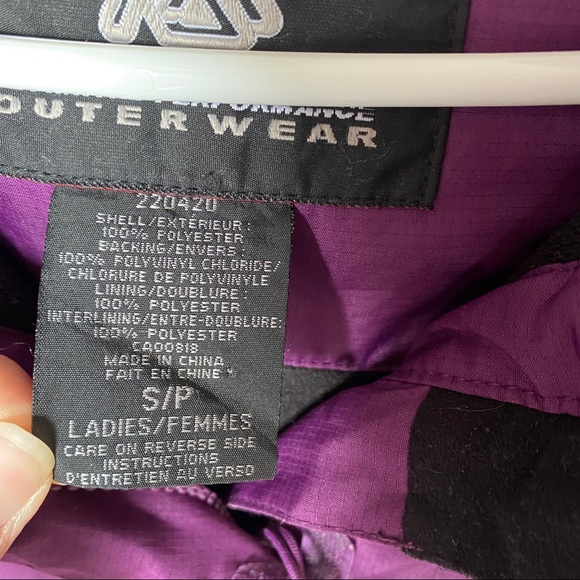 PERFORMANCE
OUTERWEAR
220420
SHELL/EXTÉRIEUR:
100% POLYESTER
BACKING/ENVERS:
100% POLYVINYL CHLORIDE/
CHLORURE DE POLYVINYLE
LINING/DOUBLURE:
100% POLYESTER
INTERLINING/ENTRE-DOUBLURE:
100% POLYESTER
CA00818
MADE IN CHINA
FAIT EN CHINE
S/P
LADIES/FEMMES
CARE ON REVERSE SIDE
INSTRUCTIONS
D'ENTRETIEN AU VERSO